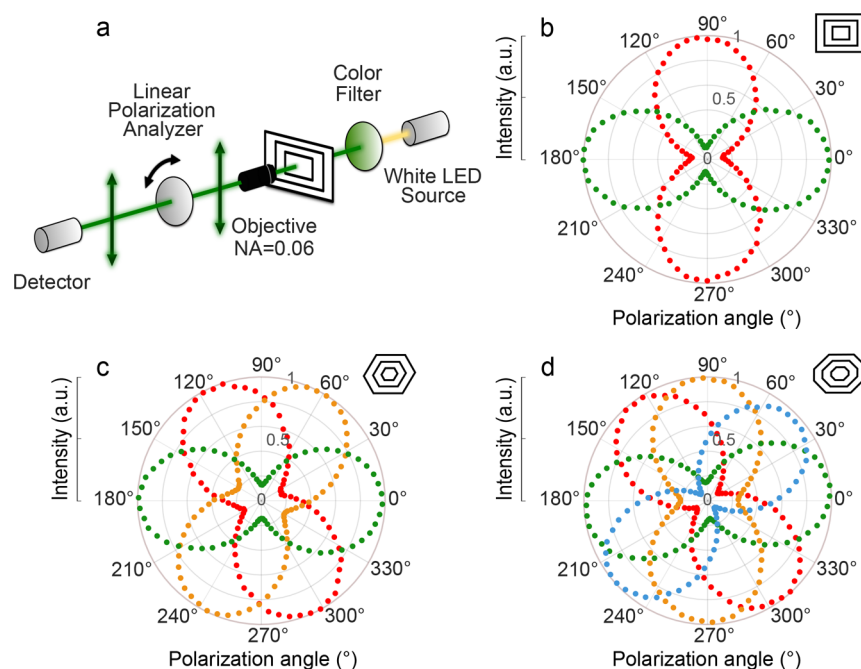 a
Linear
Polarization
Analyzer
Color
Filter
White LED
Source
Objective
NA=0.06
Detector
b
Intensity (a.u.)
90°
1
120°
60°
150°
0.5
30°
180°
0
0°
210°
330°
240°
300°
270°
Polarization angle (°)
c
Intensity (a.u.)
90°
1
120°
60°
150°
0.5
30°
180°
0
0°
210°
330°
240°
300°
270°
Polarization angle (°)
d
Intensity (a.u.)
90°
1
120°
60°
150°
0.5
30°
180°
0
0°
210°
330°
240°
300°
270°
Polarization angle (°)